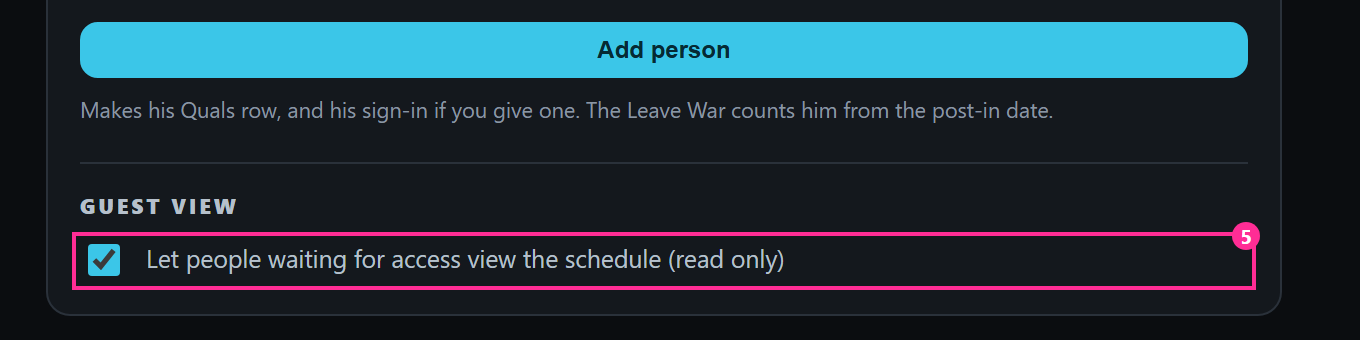 Add person
Makes his Quals row, and his sign-in if you give one. The Leave War counts him from the post-in date.
GUEST VIEW
5
Let people waiting for access view the schedule (read only)